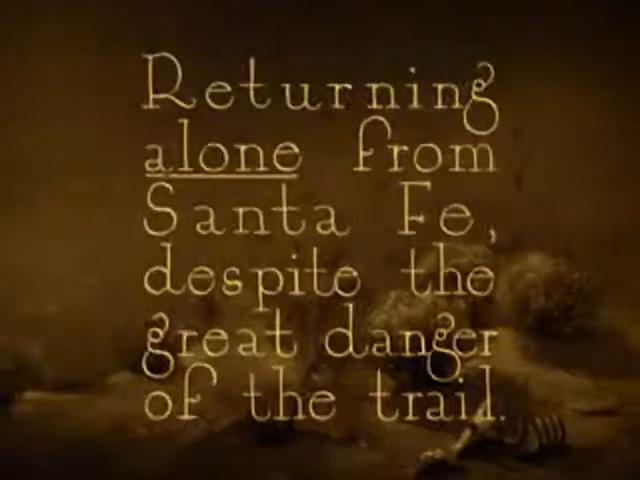 Returning
alone from
Santa Fe,
despite the
great danger
of the trail.